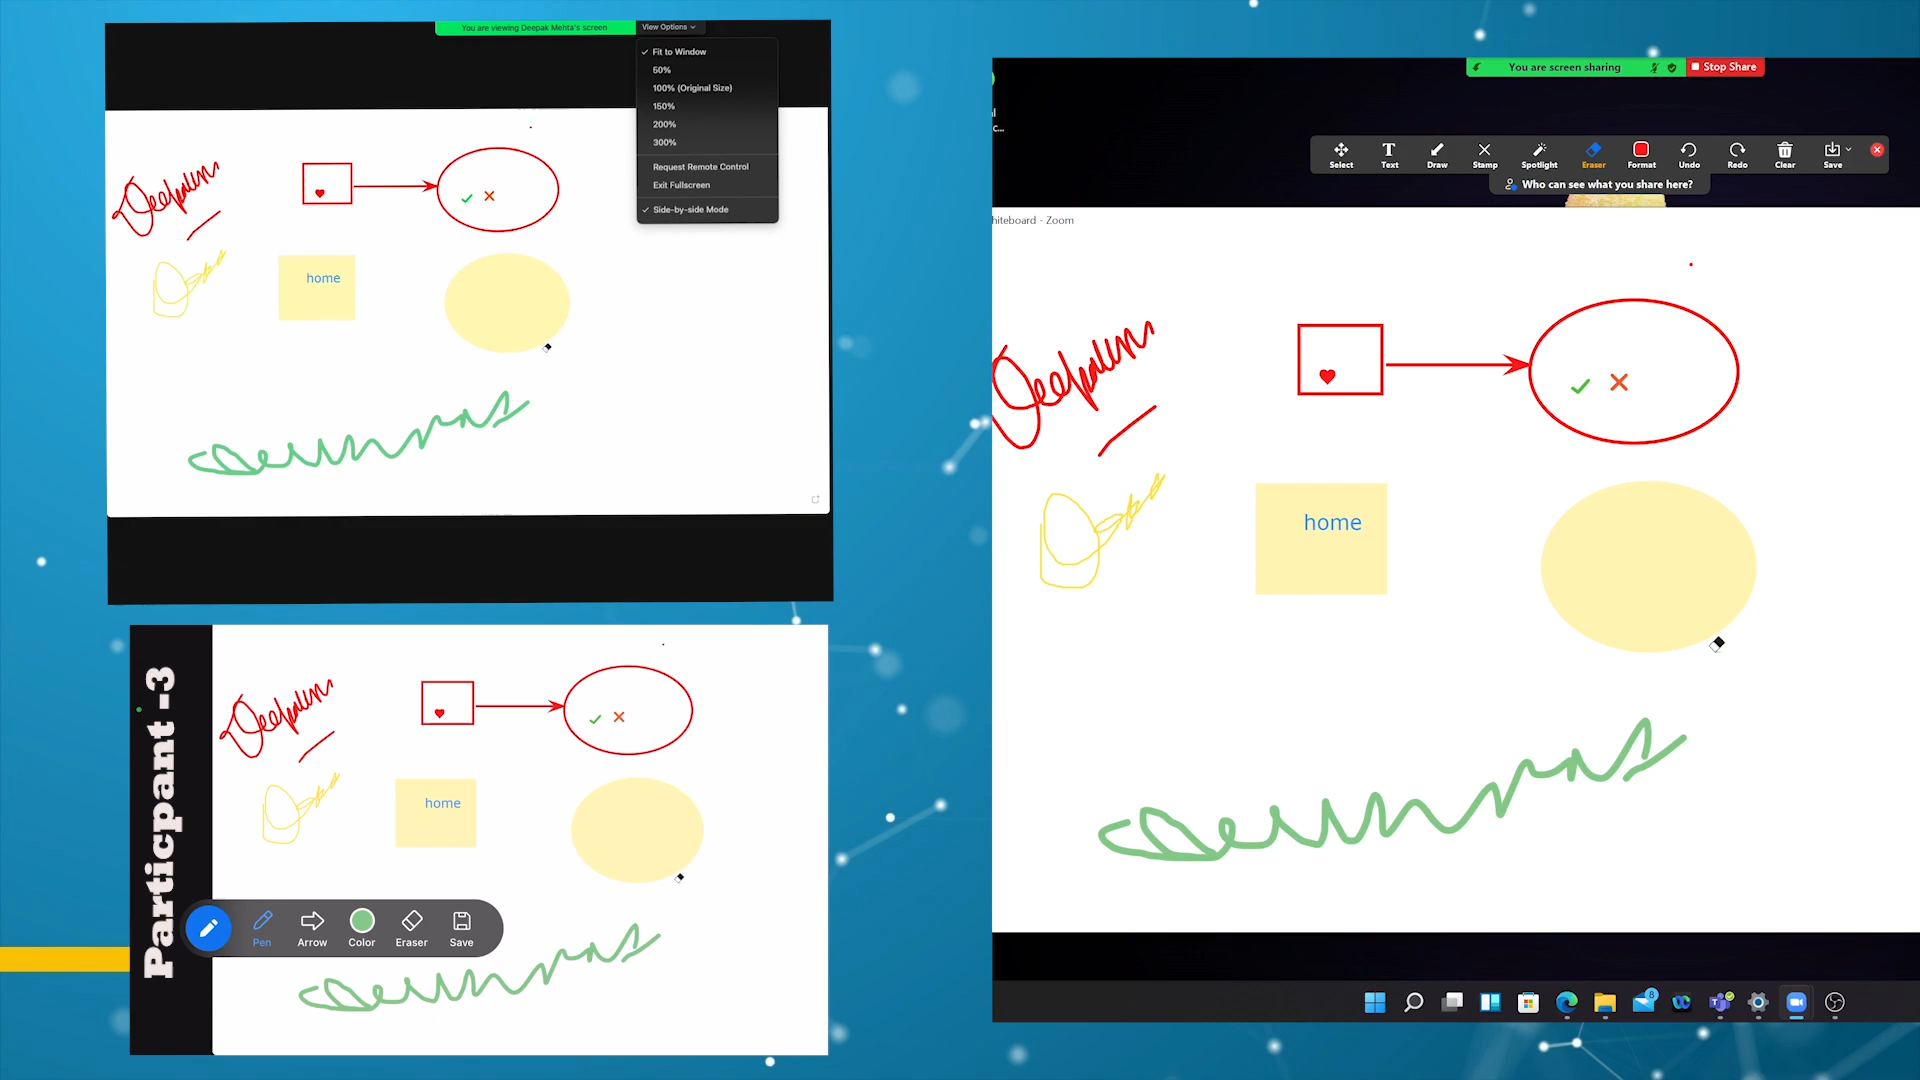 You are viewing Deepak Mehta's screen
View Options
Fit to Window
50%
100% (Original Size)
150%
200%
300%
Request Remote Control
Exit Fullscreen
Side-by-side Mode
home
Particpant -3
home
Pen
Arrow
Color
Eraser
Save
You are screen sharing
Stop Share
Select
Text
Draw
Stamp
Spotlight
Eraser
Format
Undo
Redo
Clear
Save
Who can see what you share here?
hiteboard - Zoom
home
8